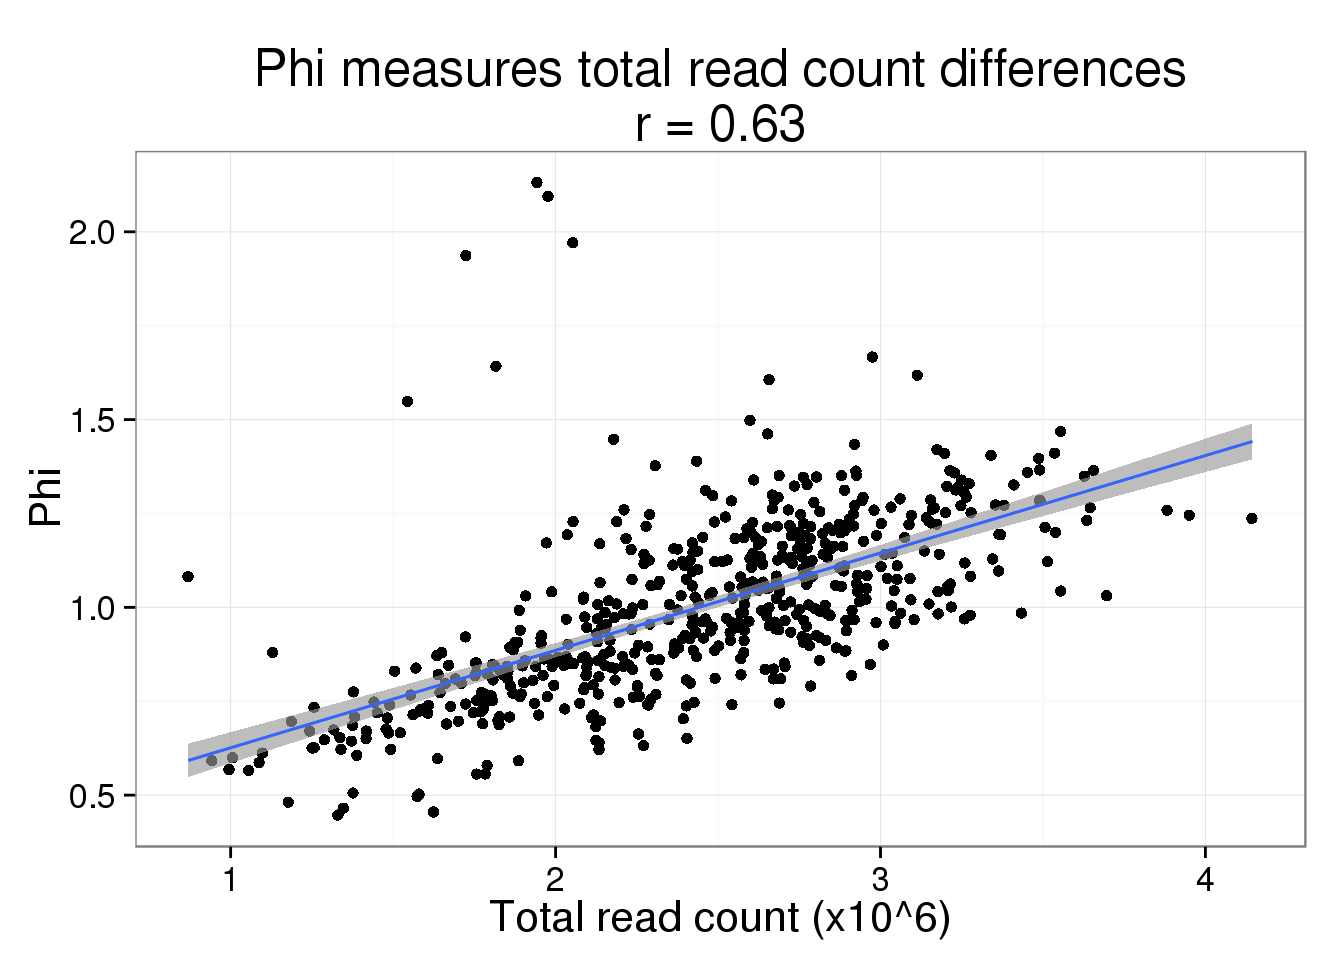 Phi measures total read count differences
r = 0.63
2.0
1.5
1.0
0.5
Phi
1 2 3 4
Total read count (x10^6)